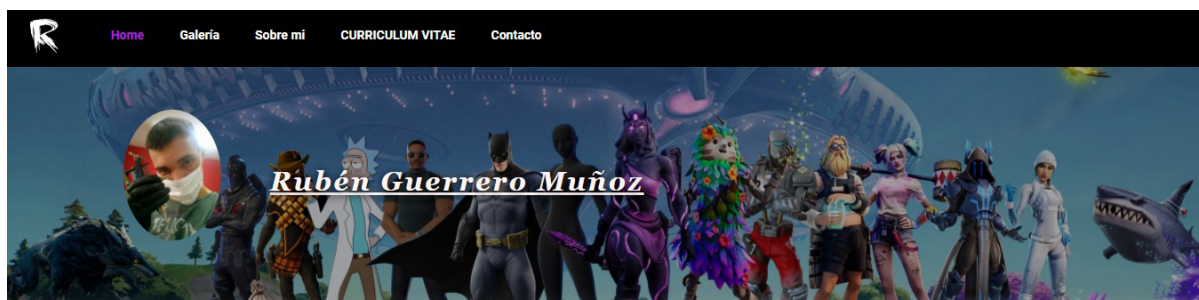 R
Home Galería Sobre mi CURRICULUM VITAE Contacto
Rubén Guerrero Muñoz